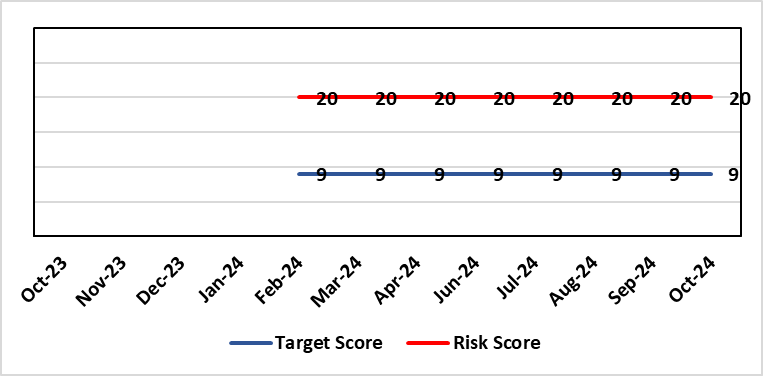 20 20 20 20 20 20 20 20
9 9 9 9 9 9 9 9
Oct-23 Nov-23 Dec-23 Jan-24 Feb-24 Mar-24 Apr-24 Jun-24 Jul-24 Aug-24 Sep-24 Oct-24
Target Score Risk Score